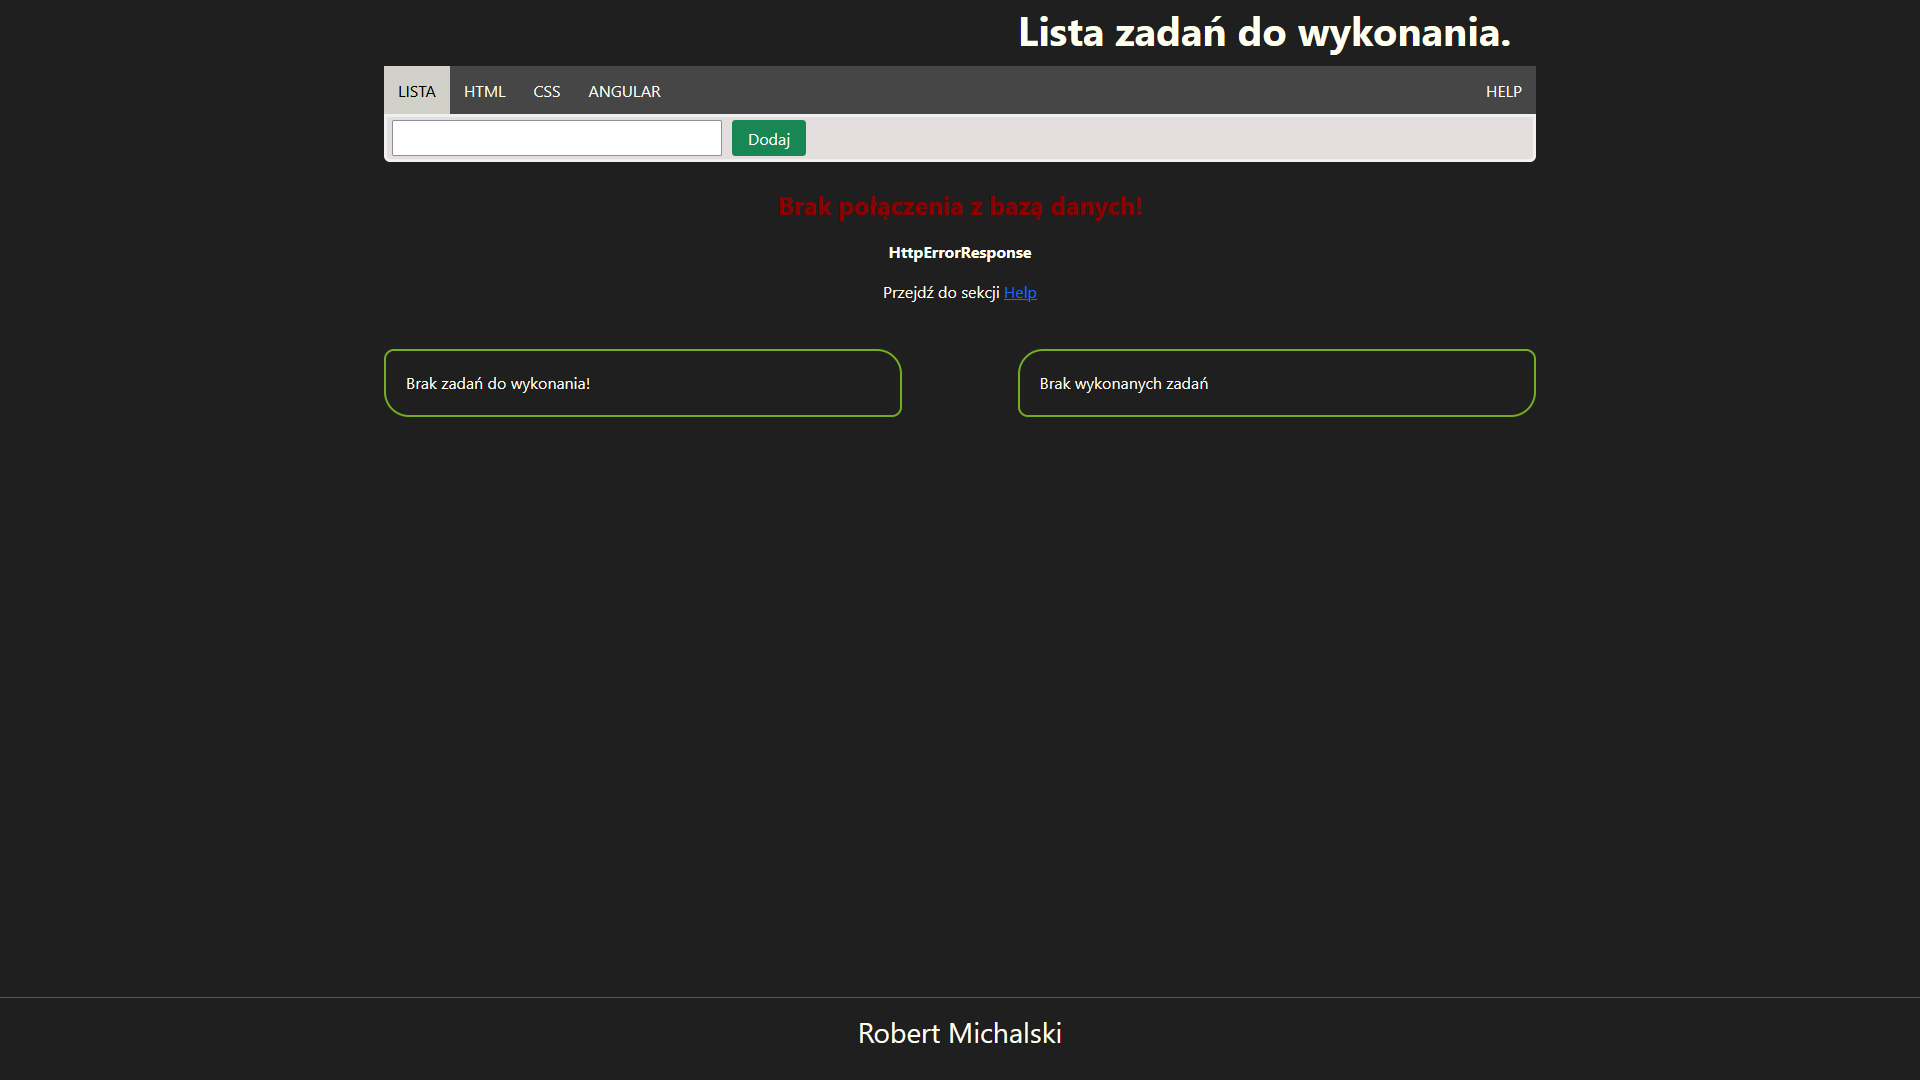 Lista zadań do wykonania.
LISTA HTML CSS ANGULAR HELP
Dodaj
Brak połączenia z bazą danych!
HttpErrorResponse
Przejdź do sekcji Help
Brak zadań do wykonania!
Brak wykonanych zadań
Robert Michalski